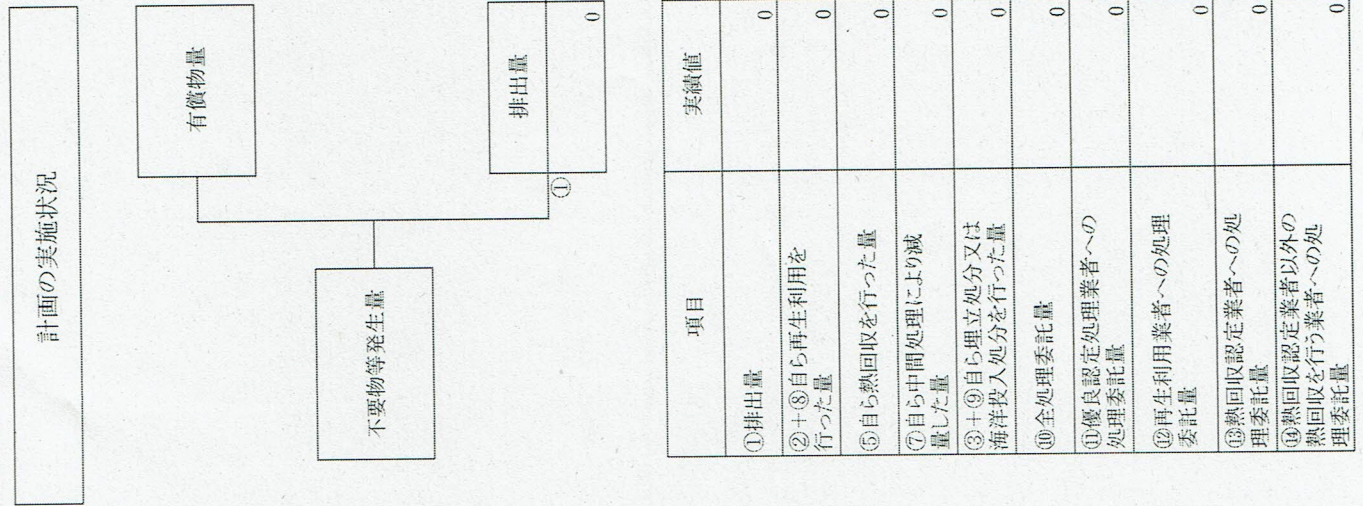 計画の実施状況
有償物量
不要物等発生量
排出量
①
0
項目
実績値
①排出量
0
②+⑧自ら再生利用を
行った量
0
⑤自ら熱回収を行った量
0
⑦自ら中間処理により減
量した量
0
③+⑨自ら埋立処分又は
海洋投入処分を行った量
0
⑩全処理委託量
0
⑪優良認定処理業者への
処理委託量
0
⑫再生利用業者への処理
委託量
0
⑬熱回収認定業者への処
理委託量
0
⑭熱回収認定業者以外の
熱回収を行う業者への処
理委託量
0